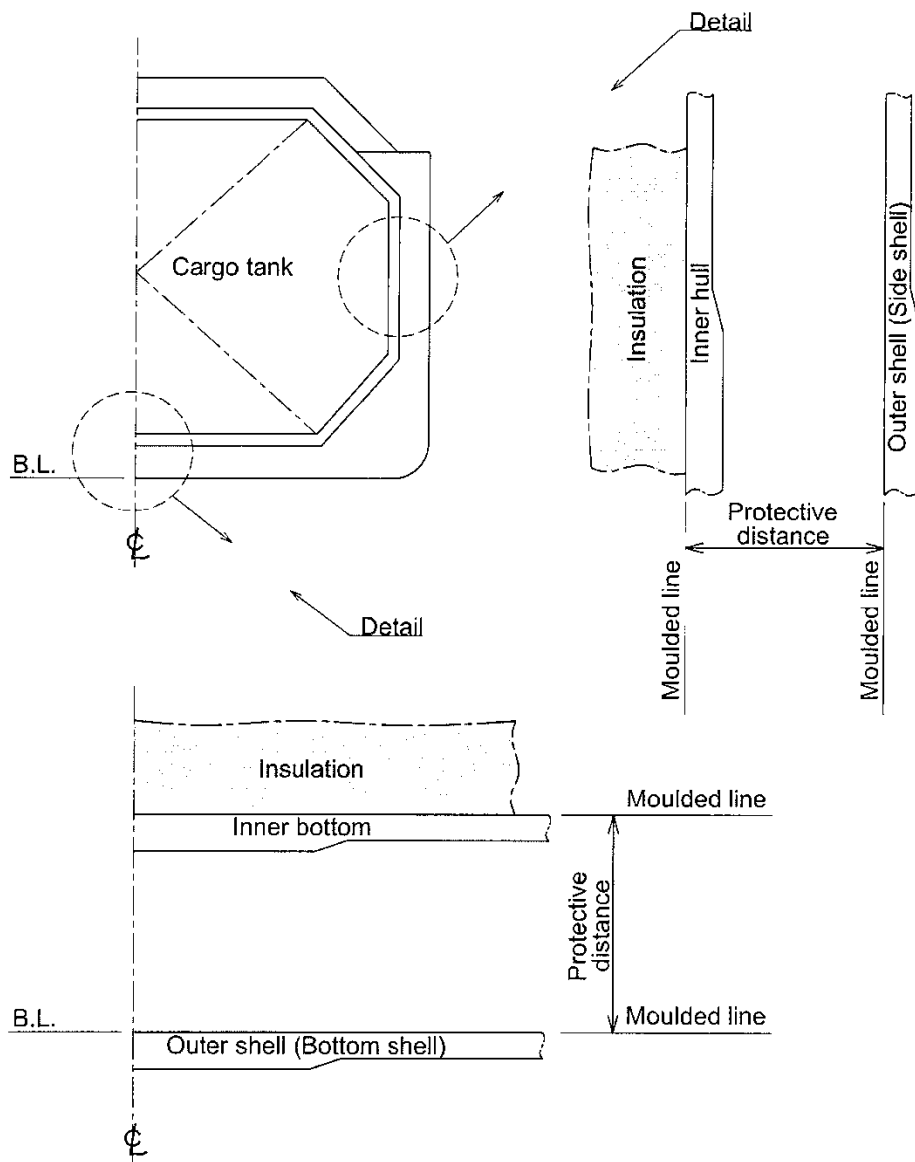 Detail
Cargo tank
B.L.
℄
Insulation
Inner hull
Outer shell (Side shell)
Protective
distance
Moulded line
Moulded line
Detail
Insulation
Inner bottom
Moulded line
Protective
distance
B.L.
Moulded line
Outer shell (Bottom shell)
℄